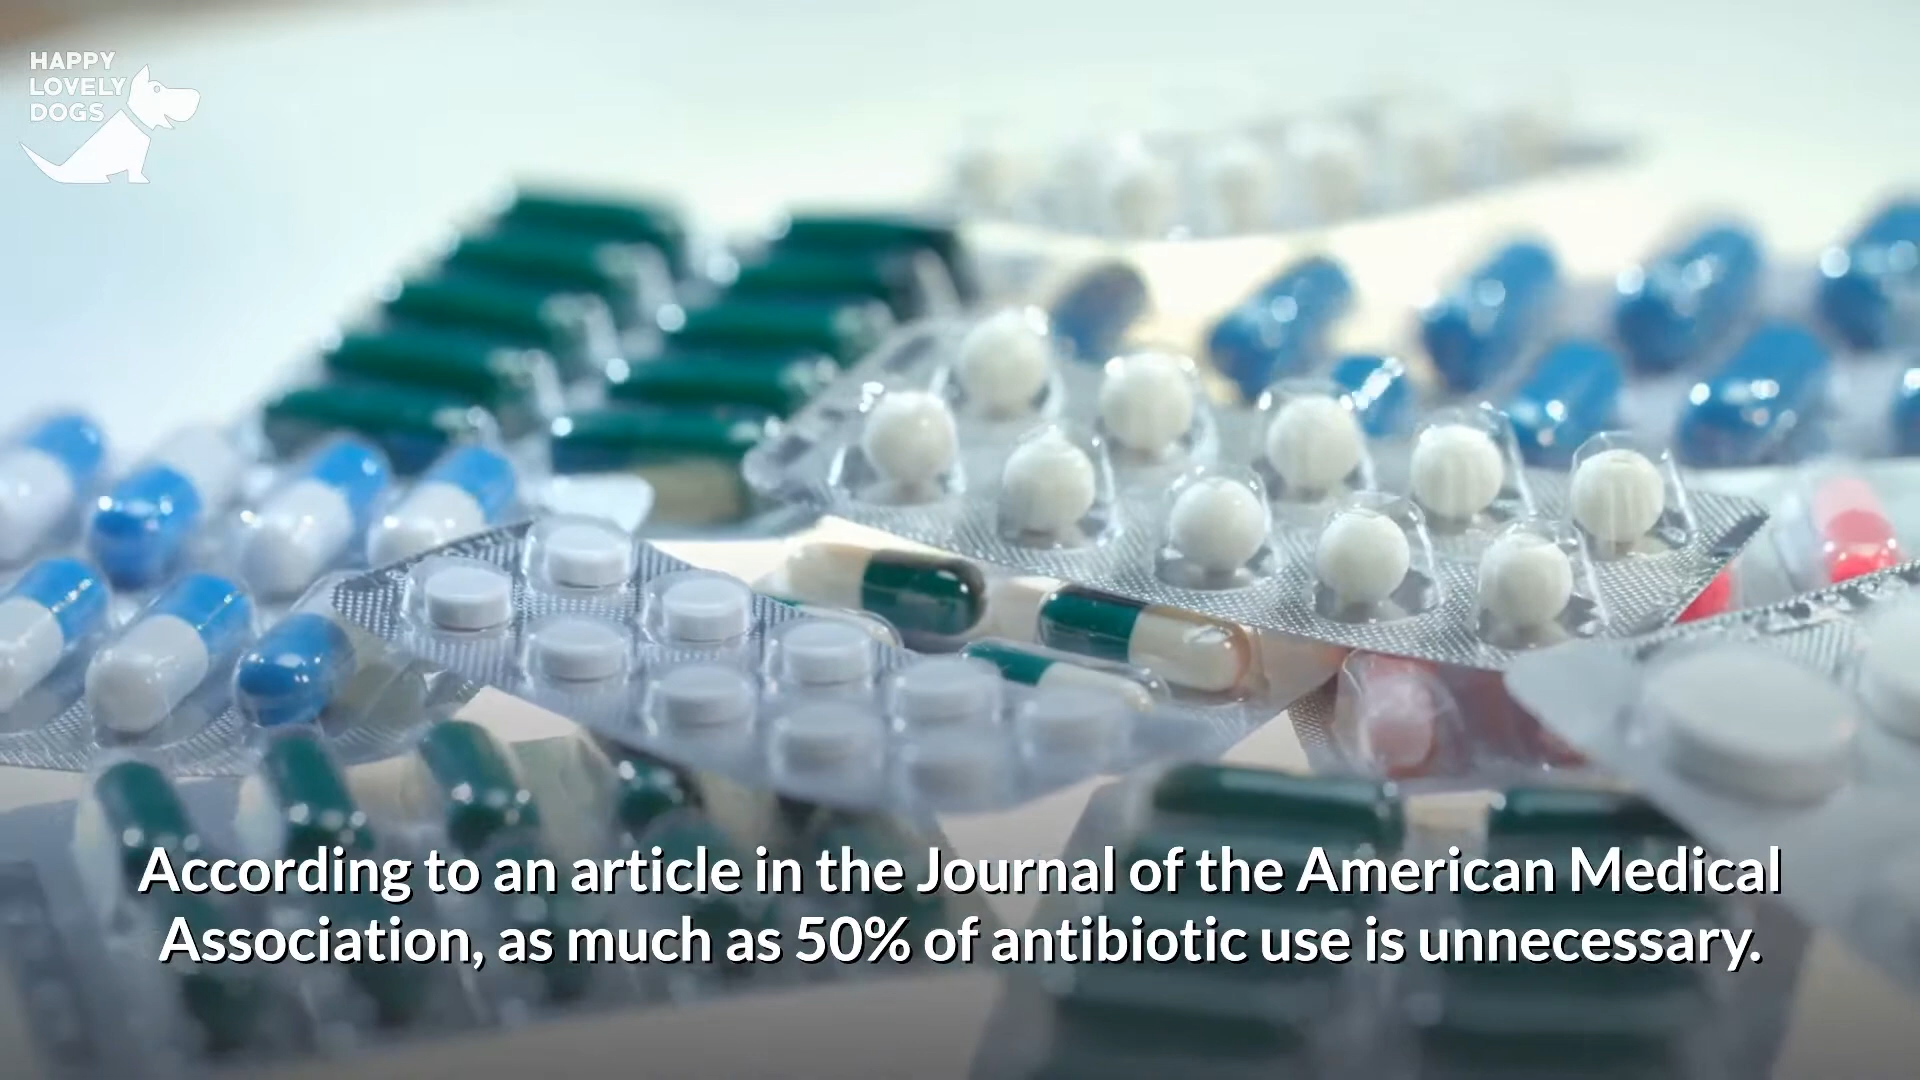 HAPPY
LOVELY
DOGS
According to an article in the Journal of the American Medical
Association, as much as 50% of antibiotic use is unnecessary.